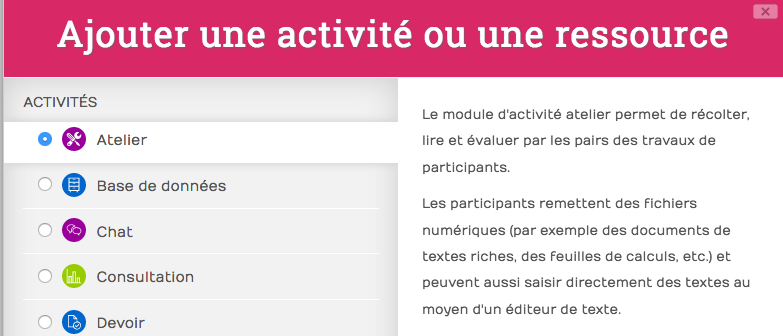 Ajouter une activité ou une ressource
ACTIVITÉS
Atelier
Base de données
Chat
Consultation
Devoir
Le module d'activité atelier permet de récolter,
lire et évaluer par les pairs des travaux de
participants.
Les participants remettent des fichiers
numériques (par exemple des documents de
textes riches, des feuilles de calculs, etc.) et
peuvent aussi saisir directement des textes au
moyen d'un éditeur de texte.